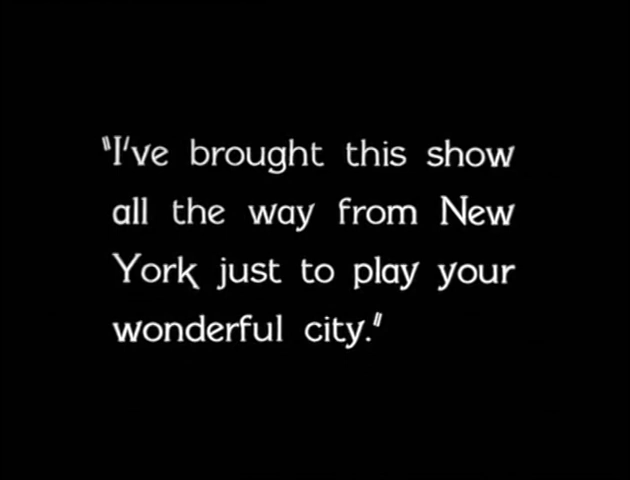 "I've brought this show
all the way from New
York just to play your
wonderful city."